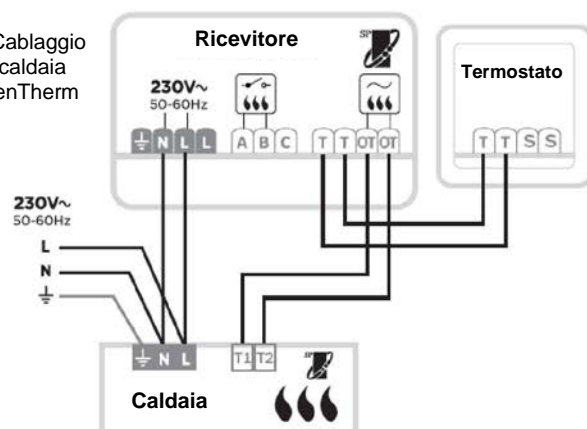 Cablaggio
caldaia
enTherm
Ricevitore
230V~
50-60Hz
N L L A B C T T OT OT
Termostato
T T S S
230V~
50-60Hz
L
N
N L T1 T2
Caldaia